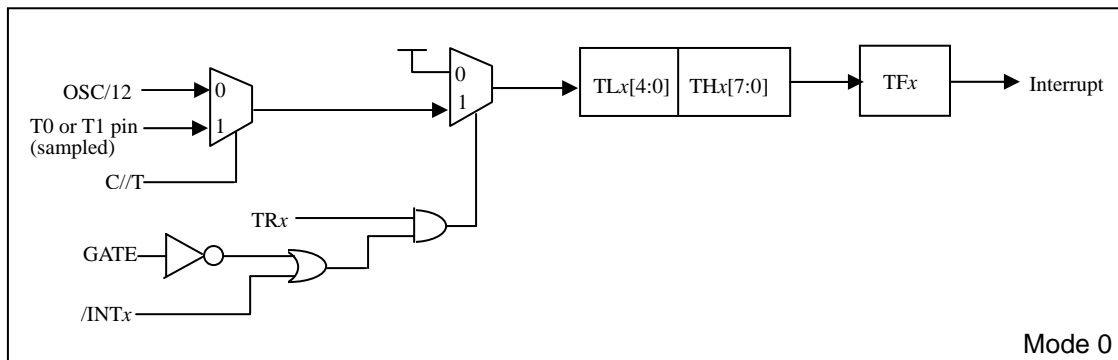 OSC/12
0
T0 or T1 pin
1
(sampled)
C//T
0
1
TLx[4:0]
THx[7:0]
TFx
Interrupt
TRx
GATE
/INTx
Mode 0